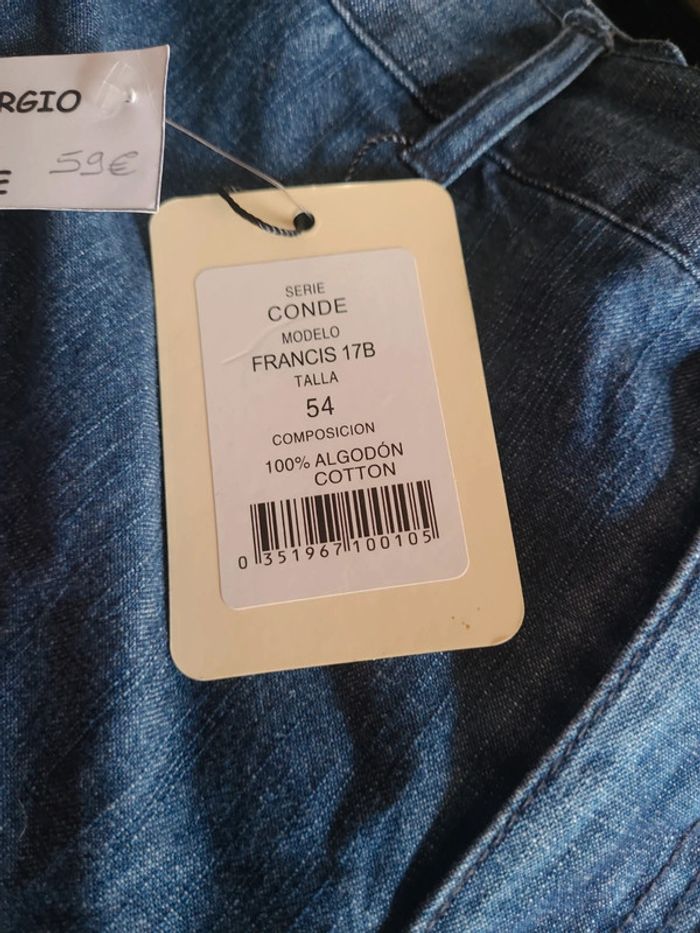 RGIO
59€
E
SERIE
CONDE
MODELO
FRANCIS 17B
TALLA
54
COMPOSICION
100% ALGODÓN
COTTON
0 351967 100105